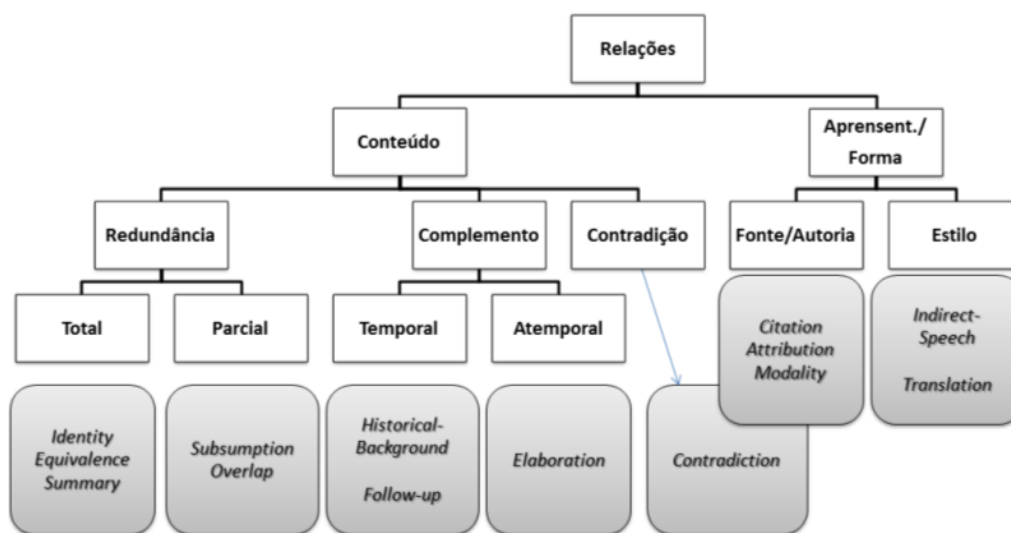 Relações
Conteúdo
Aprensent./
Forma
Redundância
Complemento
Contradição
Fonte/Autoria
Estilo
Total
Parcial
Temporal
Atemporal
Citation
Attribution
Modality
Indirect-
Speech
Translation
Identity
Equivalence
Summary
Subsumption
Overlap
Historical-
Background
Follow-up
Elaboration
Contradiction